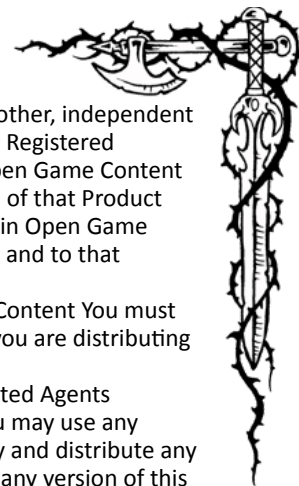 other, independent
Registered
pen Game Content
of that Product
in Open Game
and to that
Content You must
you are distributing
ted Agents
u may use any
y and distribute any
any version of this